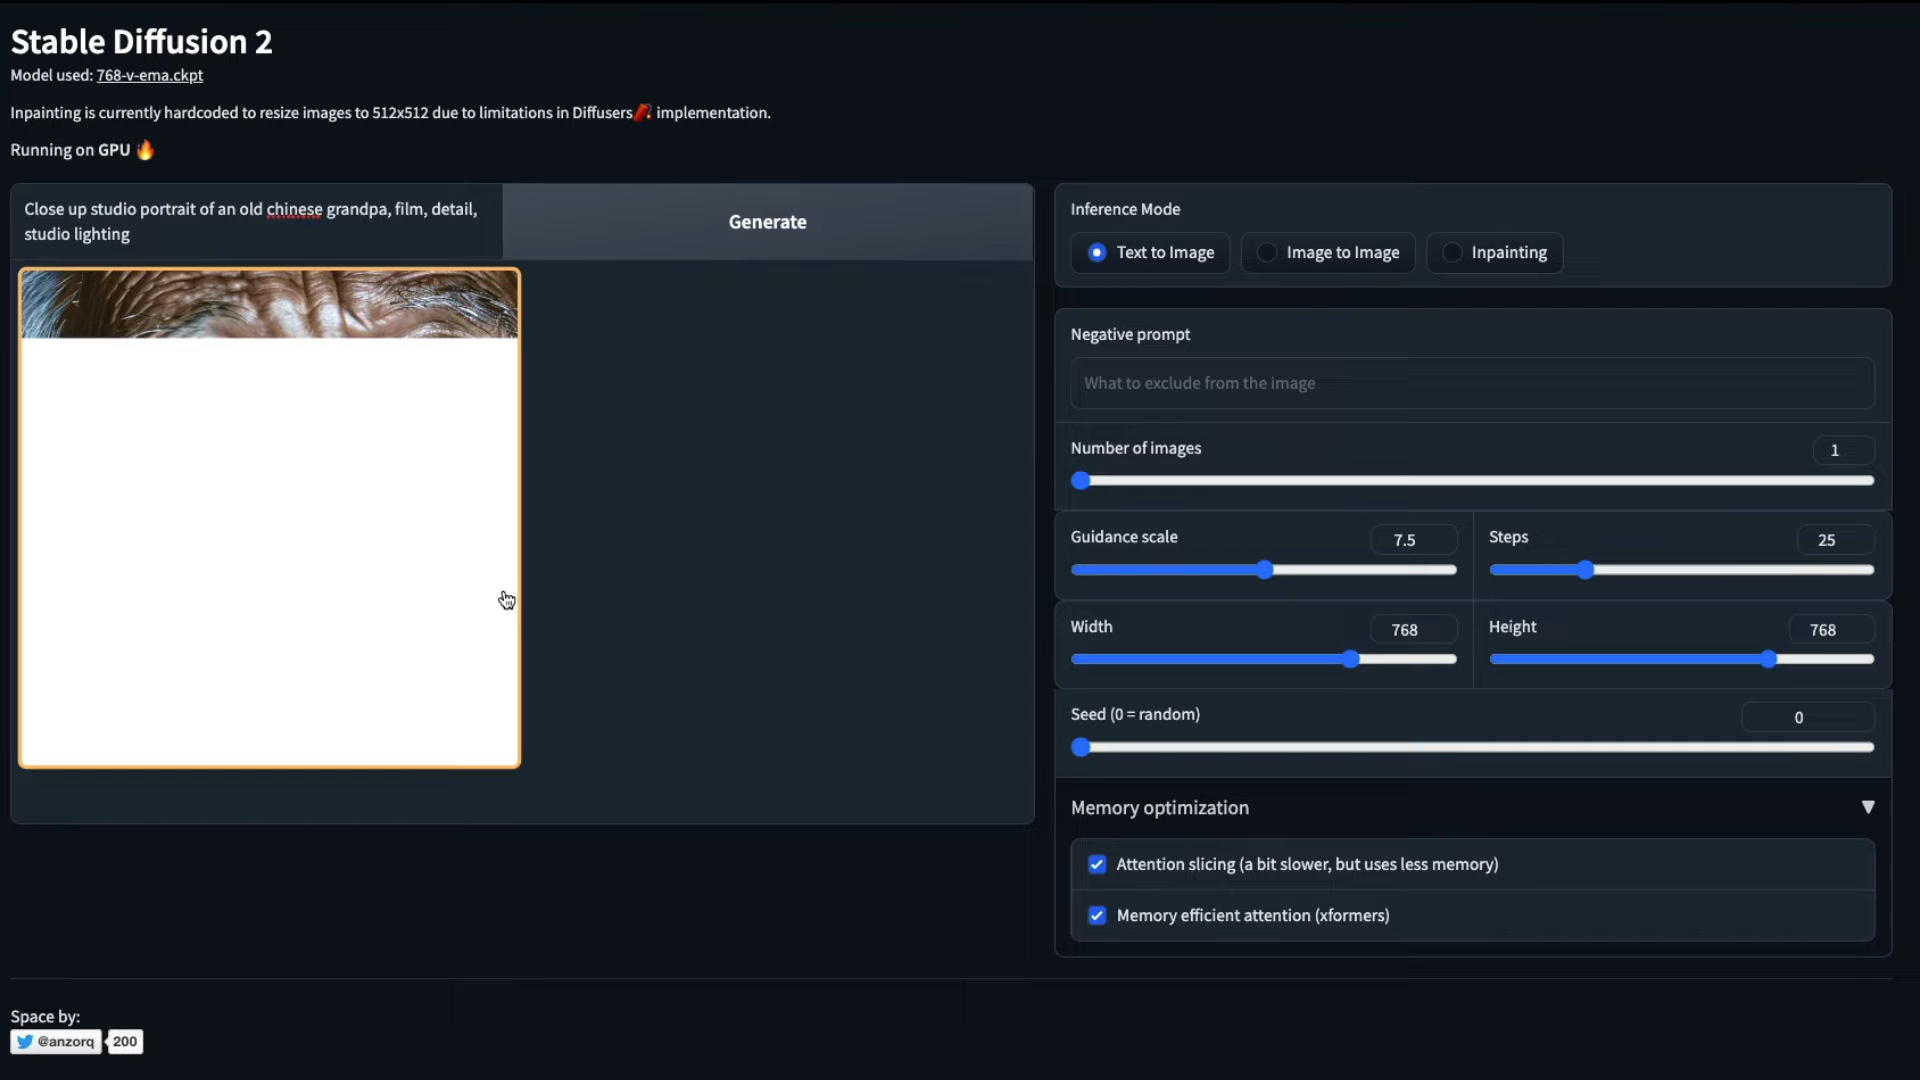 Stable Diffusion 2
Model used: 768-v-ema.ckpt
Inpainting is currently hardcoded to resize images to 512x512 due to limitations in Diffusers🧨 implementation.
Running on GPU 🔥
Close up studio portrait of an old chinese grandpa, film, detail,
studio lighting
Generate
Inference Mode
Text to Image
Image to Image
Inpainting
Negative prompt
What to exclude from the image
Number of images
1
Guidance scale
7.5
Steps
25
Width
768
Height
768
Seed (0 = random)
0
Memory optimization
▼
Attention slicing (a bit slower, but uses less memory)
Memory efficient attention (xformers)
Space by:
@anzorq 200